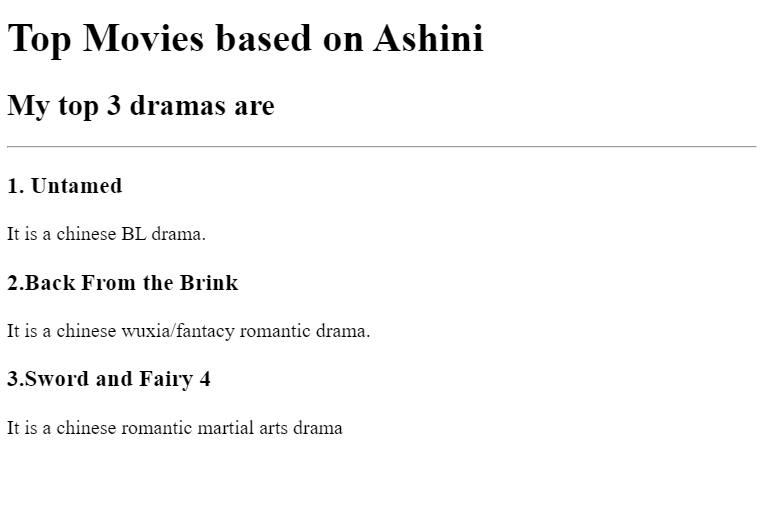 Top Movies based on Ashini
My top 3 dramas are
1. Untamed
It is a chinese BL drama.
2.Back From the Brink
It is a chinese wuxia/fantacy romantic drama.
3.Sword and Fairy 4
It is a chinese romantic martial arts drama